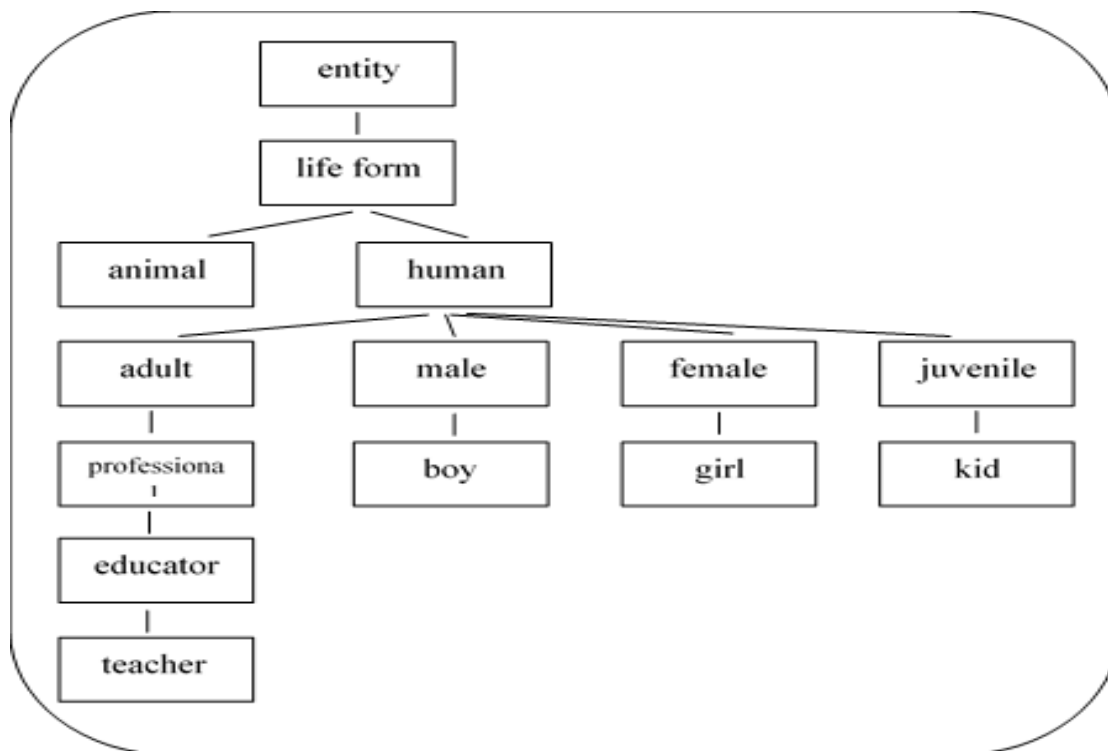 entity
life form
animal human
adult male female juvenile
professiona
l
boy girl kid
educator
teacher